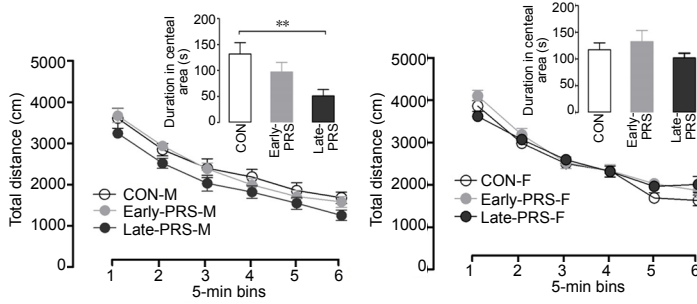 **
Duration in centeal
area (s)
200
150
100
50
0
CON
Early-
PRS
Late-
PRS
Total distance (cm)
5000
4000
3000
2000
1000
0
CON-M
Early-PRS-M
Late-PRS-M
1 2 3 4 5 6
5-min bins
Duration in centeal
area (s)
200
150
100
50
0
CON
Early-
PRS
Late-
PRS
Total distance (cm)
5000
4000
3000
2000
1000
0
CON-F
Early-PRS-F
Late-PRS-F
1 2 3 4 5 6
5-min bins